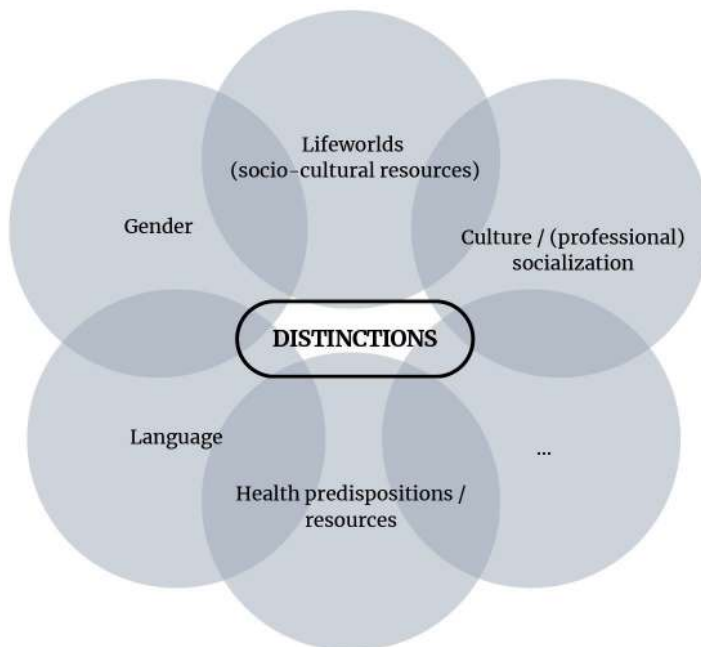 Lifeworlds
(socio-cultural resources)
Gender
Culture / (professional)
socialization
DISTINCTIONS
Language
...
Health predispositions /
resources